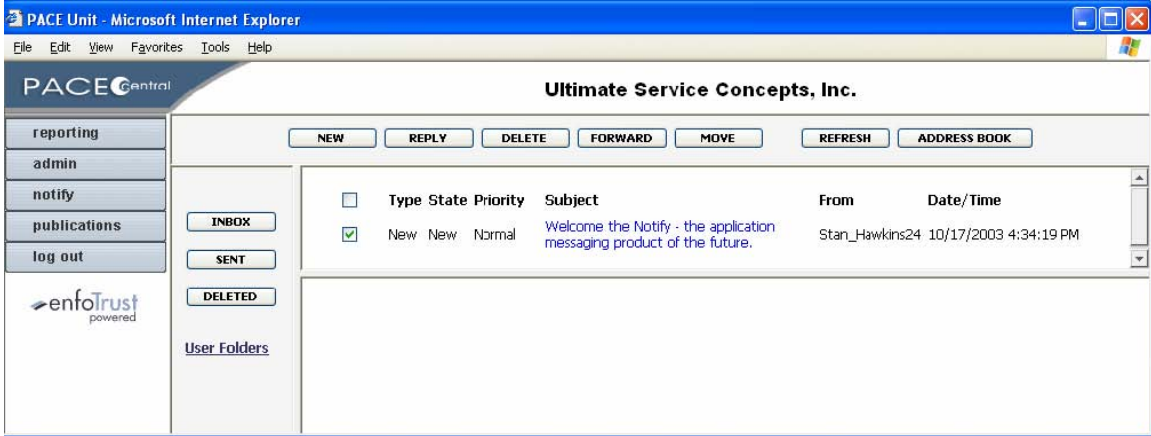 PACE Unit - Microsoft Internet Explorer
File Edit View Favorites Tools Help
PACE Central
Ultimate Service Concepts, Inc.
reporting
admin
notify
publications
log out
enfoTrust
powered
NEW REPLY DELETE FORWARD MOVE REFRESH ADDRESS BOOK
INBOX
SENT
DELETED
User Folders
Type State Priority Subject From Date/Time
New New Normal Welcome the Notify - the application Stan_Hawkins24 10/17/2003 4:34:19 PM
messaging product of the future.